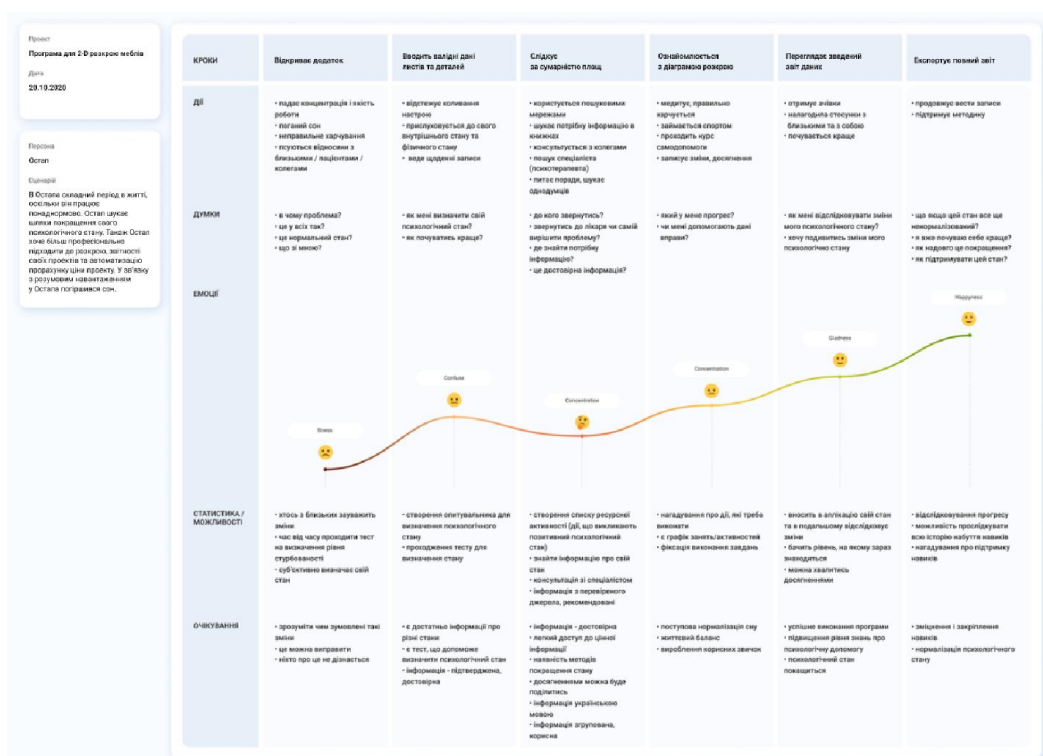 Проект
Програма для 2-D розкрою меблів
Дата
20.10.2020
Персона
Остап
Сценарій
В Остапа складний період в житті,
оскільки він працює
понаднормово. Остап шукає
шляхи покращення свого
психологічного стану. Також Остап
хоче більш професіонально
підходити до розкрою, звітності
своїх проектів та автоматизацію
прорахунку ціни проекту. У зв'язку
з розумовим навантаженням
у Остапа погіршився сон.
КРОКИ
Відкриває додаток
Вводить валідні дані
листів та деталей
Слідкує
за сумарністю площ
Ознайомлюється
з діаграмою розкрою
Переглядає зведений
звіт даних
Експортує повний звіт
ДІЇ
• падає концентрація і якість
роботи
• поганий сон
• неправильне харчування
• псуються відносини з
близькими / пацієнтами /
колегами
• відстежує коливання
настрою
• прислуховується до свого
внутрішнього стану та
фізичного стану
• веде щоденні записи
• користується пошуковими
мережами
• шукає потрібну інформацію в
книжках
• консультується з колегами
• пошук спеціаліста
(психотерапевта)
• питає поради, шукає
однодумців
• медитує, правильно
харчується
• займається спортом
• проходить курс
самодопомоги
• записує зміни, досягнення
• отримує ачівки
• налагодила стосунки з
близькими та з собою
• почувається краще
• продовжує вести записи
• підтримує методику
ДУМКИ
• в чому проблема?
• це у всіх так?
• це нормальний стан?
• що зі мною?
• як мені визначити свій
психологічний стан?
• як почуватись краще?
• до кого звернутись?
• звернутись до лікаря чи самій
вирішити проблему?
• де знайти потрібну
інформацію?
• це достовірна інформація?
• який у мене прогрес?
• чи мені допомагають дані
вправи?
• як мені відслідковувати зміни
мого психологічного стану?
• хочу подивитись зміни мого
психологічно стану
• що якщо цей стан все ще
ненормалізований?
• я вже почуваю себе краще?
• як надовго це покращення?
• як підтримувати цей стан?
ЕМОЦІЇ
Stress
Confuse
Concentration
Concentration
Gladness
Happyness
СТАТИСТИКА /
МОЖЛИВОСТІ
• хтось з близьких зауважить
зміни
• час від часу проходити тест
на визначення рівня
стурбованості
• суб'єктивно визначає свій
стан
• створення опитувальника для
визначення психологічного
стану
• проходження тесту для
визначення стану
• створення списку ресурсної
активності (дії, що викликають
позитивний психологічний
стан)
• знайти інформацію про свій
стан
• консультація зі спеціалістом
• інформація з перевіреного
джерела, рекомендовані
• нагадування про дії, які треба
виконати
• є графік занять/активностей
• фіксація виконання завдань
• вносить в аплікацію свій стан
та в подальшому відслідковує
зміни
• бачить рівень, на якому зараз
знаходиться
• можна хвалитись
досягненнями
• відслідковування прогресу
• можливість прослідкувати
всю історію набуття навиків
• нагадування про підтримку
навиків
ОЧІКУВАННЯ
• зрозуміти чим зумовлені такі
зміни
• це можна виправити
• ніхто про це не дізнається
• є достатньо інформації про
різні стани
• є тест, що допоможе
визначити психологічний стан
• інформація - підтверджена,
достовірна
• інформація - достовірна
• легкий доступ до цінної
інформації
• наявність методів
покращення стану
• досягненнями можна буде
поділитись
• інформація українською
мовою
• інформація згрупована,
корисна
• поступова нормалізація сну
• життєвий баланс
• вироблення корисних звичок
• успішне виконання програми
• підвищення рівня знань про
психологічну допомогу
• психологічний стан
покащиться
• зміцнення і закріплення
навиків
• нормалізація психологічного
стану